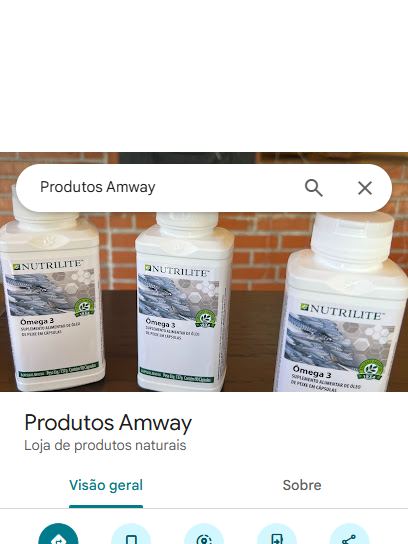 Produtos Amway
NUTRILITE™
Ômega 3
SUPLEMENTO ALIMENTAR DE ÓLEO
DE PEIXE EM CÁPSULAS
NUTRILITE™
Ômega 3
SUPLEMENTO ALIMENTAR DE ÓLEO
DE PEIXE EM CÁPSULAS
NUTRILITE™
Ômega 3
SUPLEMENTO ALIMENTAR DE ÓLEO
DE PEIXE EM CÁPSULAS
Produtos Amway
Loja de produtos naturais
Visão geral
Sobre